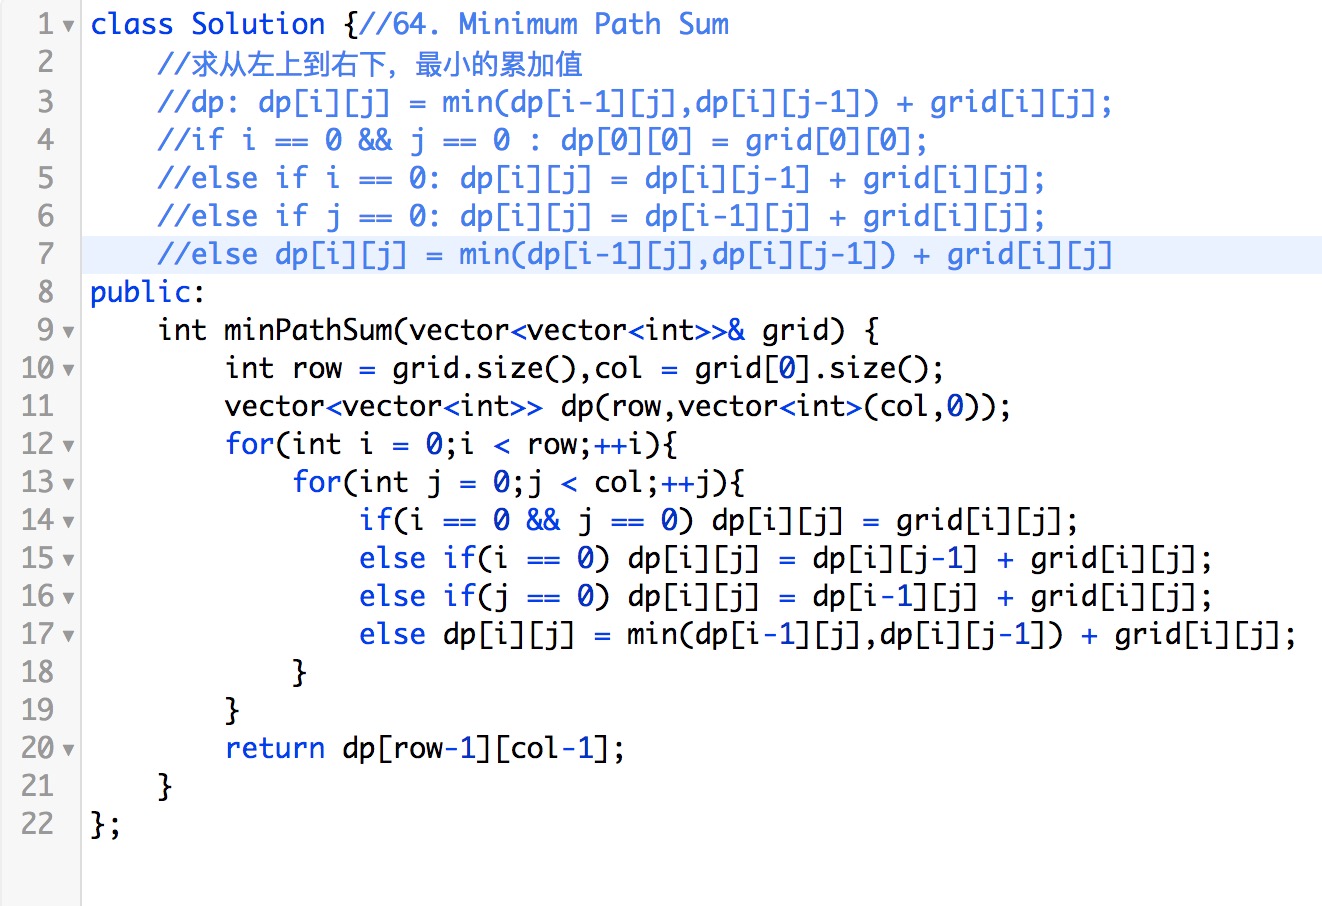 1 class Solution {//64. Minimum Path Sum
2 //求从左上到右下，最小的累加值
3 //dp: dp[i][j] = min(dp[i-1][j],dp[i][j-1]) + grid[i][j];
4 //if i == 0 && j == 0 : dp[0][0] = grid[0][0];
5 //else if i == 0: dp[i][j] = dp[i][j-1] + grid[i][j];
6 //else if j == 0: dp[i][j] = dp[i-1][j] + grid[i][j];
7 //else dp[i][j] = min(dp[i-1][j],dp[i][j-1]) + grid[i][j]
8 public:
9 int minPathSum(vector<vector<int>>& grid) {
10 int row = grid.size(),col = grid[0].size();
11 vector<vector<int>> dp(row,vector<int>(col,0));
12 for(int i = 0;i < row;++i){
13 for(int j = 0;j < col;++j){
14 if(i == 0 && j == 0) dp[i][j] = grid[i][j];
15 else if(i == 0) dp[i][j] = dp[i][j-1] + grid[i][j];
16 else if(j == 0) dp[i][j] = dp[i-1][j] + grid[i][j];
17 else dp[i][j] = min(dp[i-1][j],dp[i][j-1]) + grid[i][j];
18 }
19 }
20 return dp[row-1][col-1];
21 }
22 };